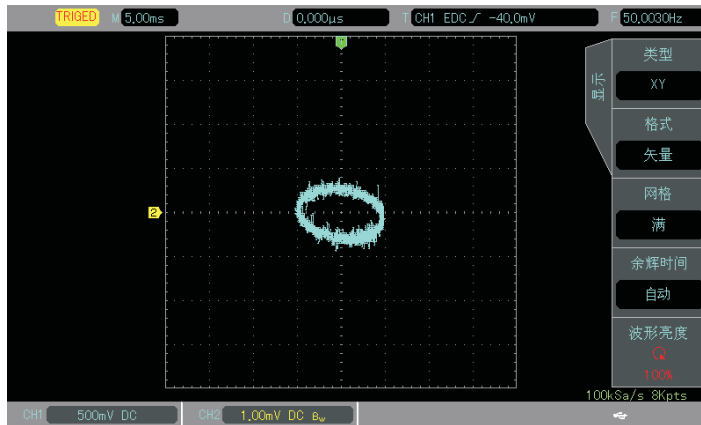 TRIGED M 5.00ms D 0.000μs T CH1 EDC -40.0mV F 50.0030Hz
显示
类型
XY
格式
矢量
网格
满
余辉时间
自动
波形亮度
100%
2
100kSa/s 8Kpts
CH1 500mV DC CH2 1.00mV DC Bw